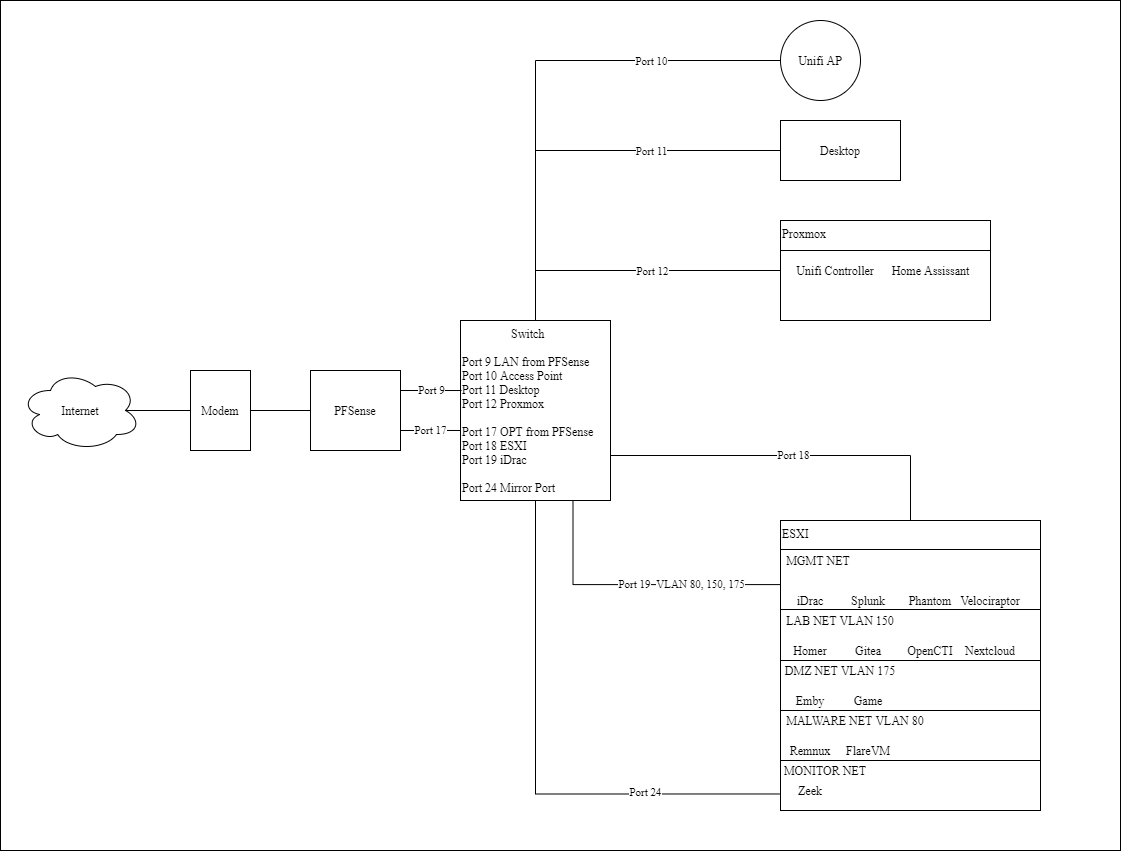 Port 10
Unifi AP
Port 11
Desktop
Proxmox
Port 12
Unifi Controller
Home Assissant
Switch
Port 9 LAN from PFSense
Port 10 Access Point
Port 11 Desktop
Port 12 Proxmox
Port 17 OPT from PFSense
Port 18 ESXI
Port 19 iDrac
Port 24 Mirror Port
Internet
Modem
PFSense
Port 9
Port 17
Port 18
ESXI
MGMT NET
Port 19-VLAN 80, 150, 175
iDrac
Splunk
Phantom
Velociraptor
LAB NET VLAN 150
Homer
Gitea
OpenCTI
Nextcloud
DMZ NET VLAN 175
Emby
Game
MALWARE NET VLAN 80
Remnux
FlareVM
MONITOR NET
Zeek
Port 24